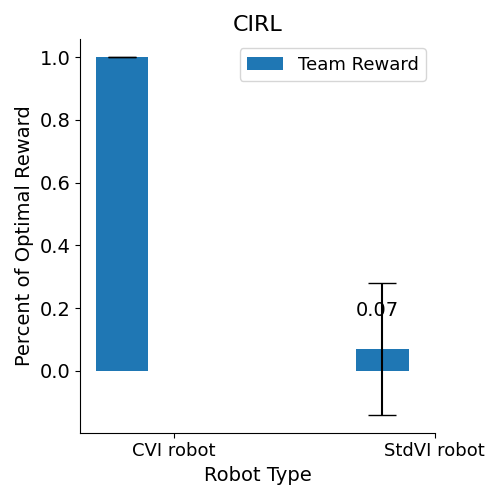 CIRL
Team Reward
Percent of Optimal Reward
1.0
0.8
0.6
0.4
0.2
0.0
0.07
CVI robot
StdVI robot
Robot Type